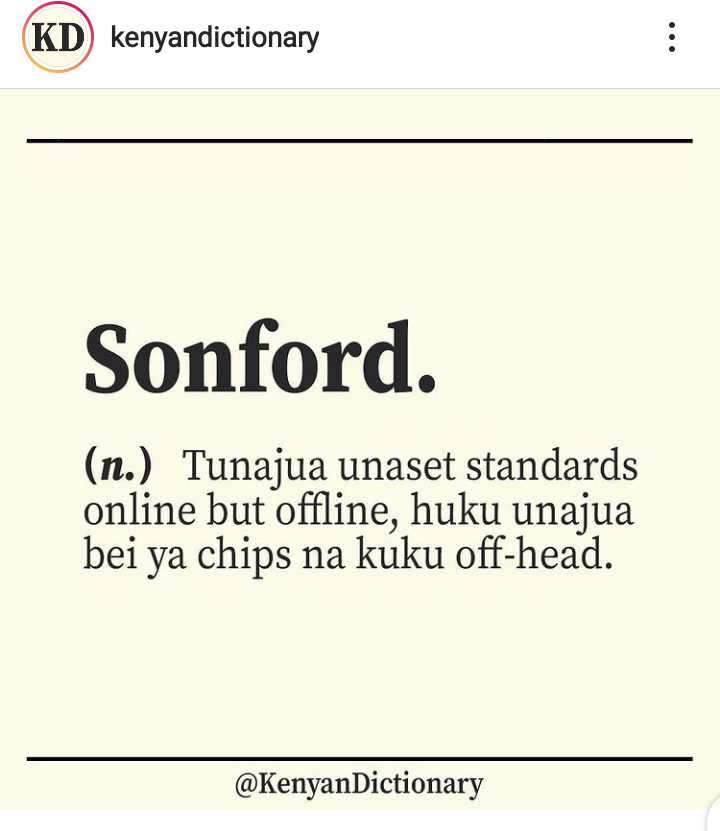 KD kenyandictionary
Sonford.
(n.) Tunajua unaset standards
online but offline, huku unajua
bei ya chips na kuku off-head.
@KenyanDictionary